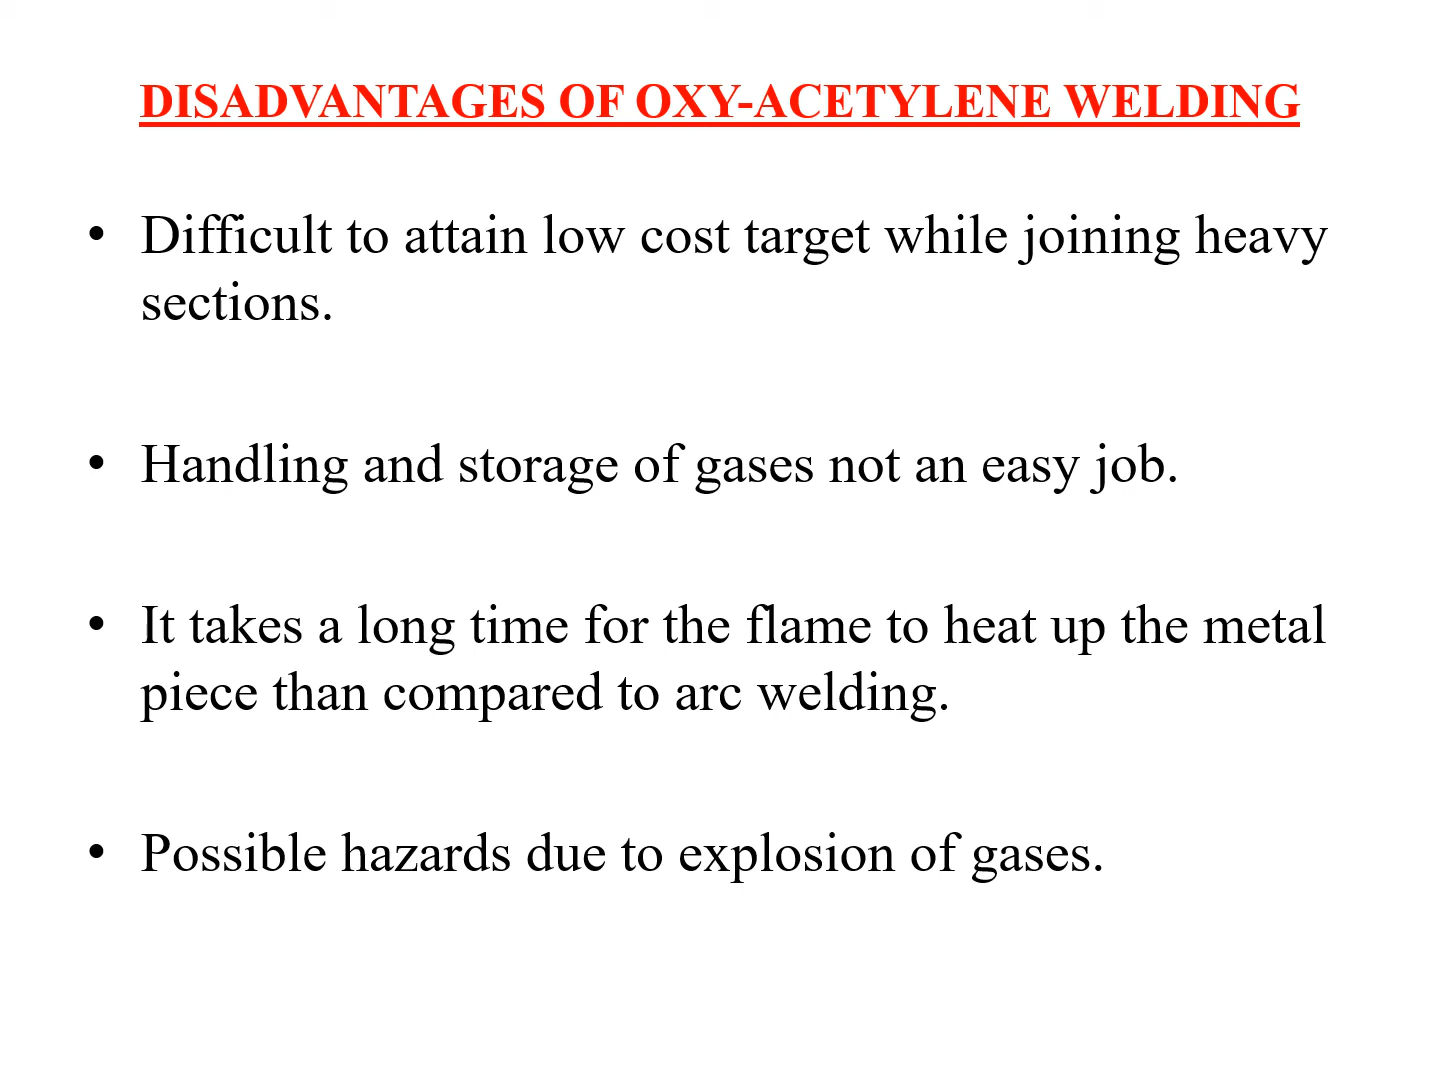 DISADVANTAGES OF OXY-ACETYLENE WELDING
• Difficult to attain low cost target while joining heavy
sections.
• Handling and storage of gases not an easy job.
• It takes a long time for the flame to heat up the metal
piece than compared to arc welding.
• Possible hazards due to explosion of gases.